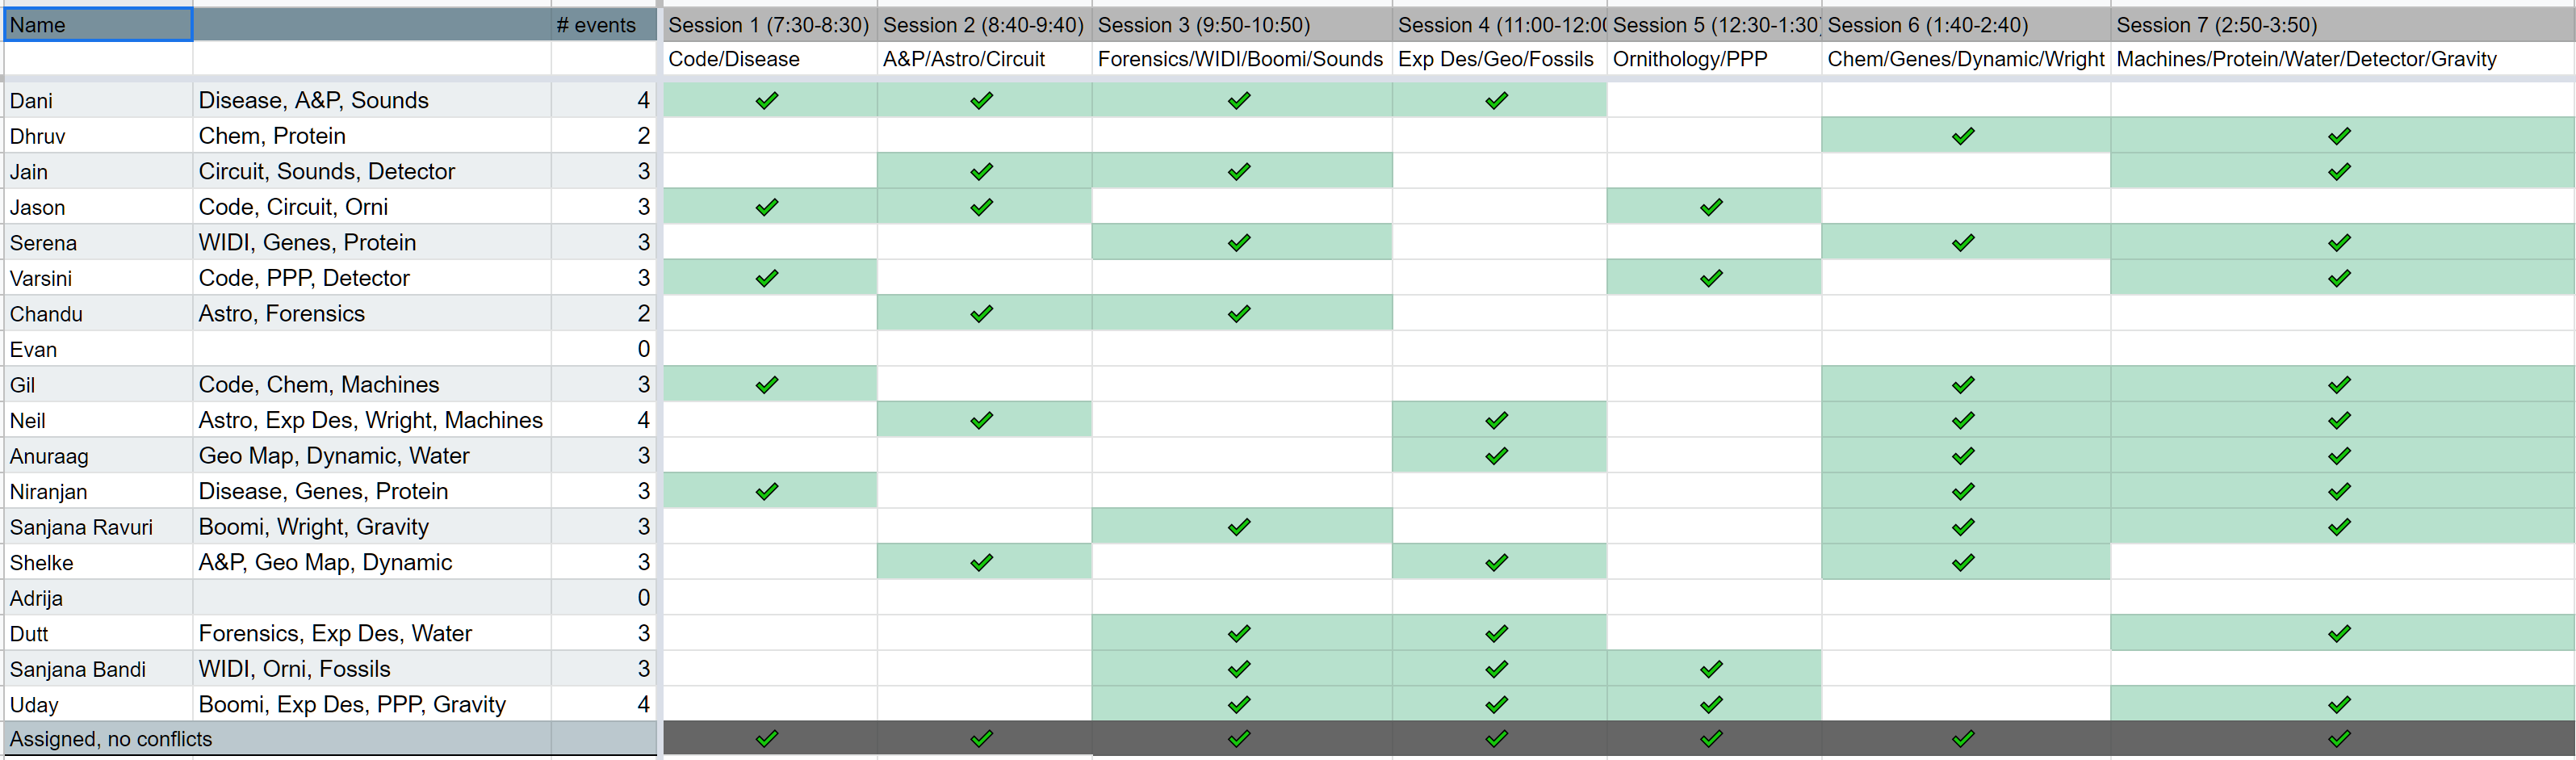 Name # events Session 1 (7:30-8:30) Session 2 (8:40-9:40) Session 3 (9:50-10:50) Session 4 (11:00-12:00 Session 5 (12:30-1:30) Session 6 (1:40-2:40) Session 7 (2:50-3:50)
Code/Disease A&P/Astro/Circuit Forensics/WIDI/Boomi/Sounds Exp Des/Geo/Fossils Ornithology/PPP Chem/Genes/Dynamic/Wright Machines/Protein/Water/Detector/Gravity
Dani Disease, A&P, Sounds 4
Dhruv Chem, Protein 2
Jain Circuit, Sounds, Detector 3
Jason Code, Circuit, Orni 3
Serena WIDI, Genes, Protein 3
Varsini Code, PPP, Detector 3
Chandu Astro, Forensics 2
Evan 0
Gil Code, Chem, Machines 3
Neil Astro, Exp Des, Wright, Machines 4
Anuraag Geo Map, Dynamic, Water 3
Niranjan Disease, Genes, Protein 3
Sanjana Ravuri Boomi, Wright, Gravity 3
Shelke A&P, Geo Map, Dynamic 3
Adrija 0
Dutt Forensics, Exp Des, Water 3
Sanjana Bandi WIDI, Orni, Fossils 3
Uday Boomi, Exp Des, PPP, Gravity 4
Assigned, no conflicts